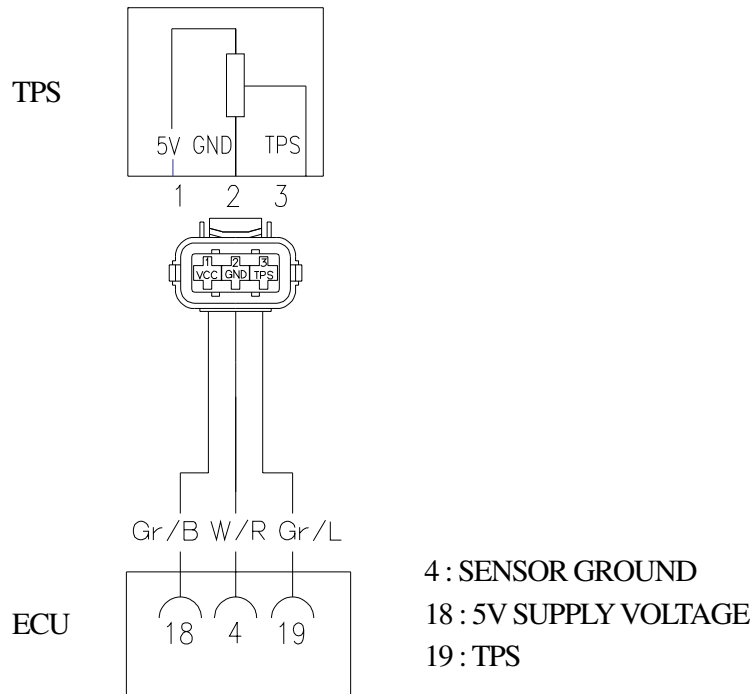 TPS
5V GND TPS
1 2 3
1 2 3
VCC GND TPS
Gr/B W/R Gr/L
4 : SENSOR GROUND
18 : 5V SUPPLY VOLTAGE
ECU
18 4 19
19 : TPS